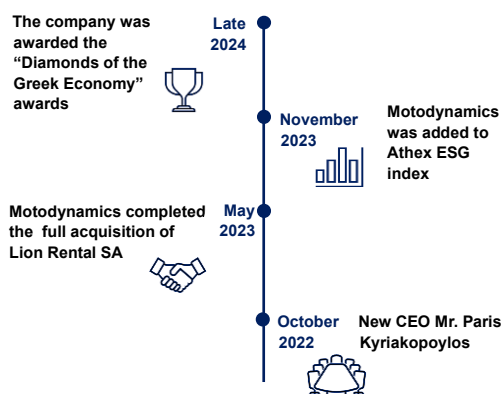 The company was
awarded the
“Diamonds of the
Greek Economy”
awards
Late
2024
November
2023
Motodynamics
was added to
Athex ESG
index
Motodynamics completed
the full acquisition of
Lion Rental SA
May
2023
October
2022
New CEO Mr. Paris
Kyriakopoylos